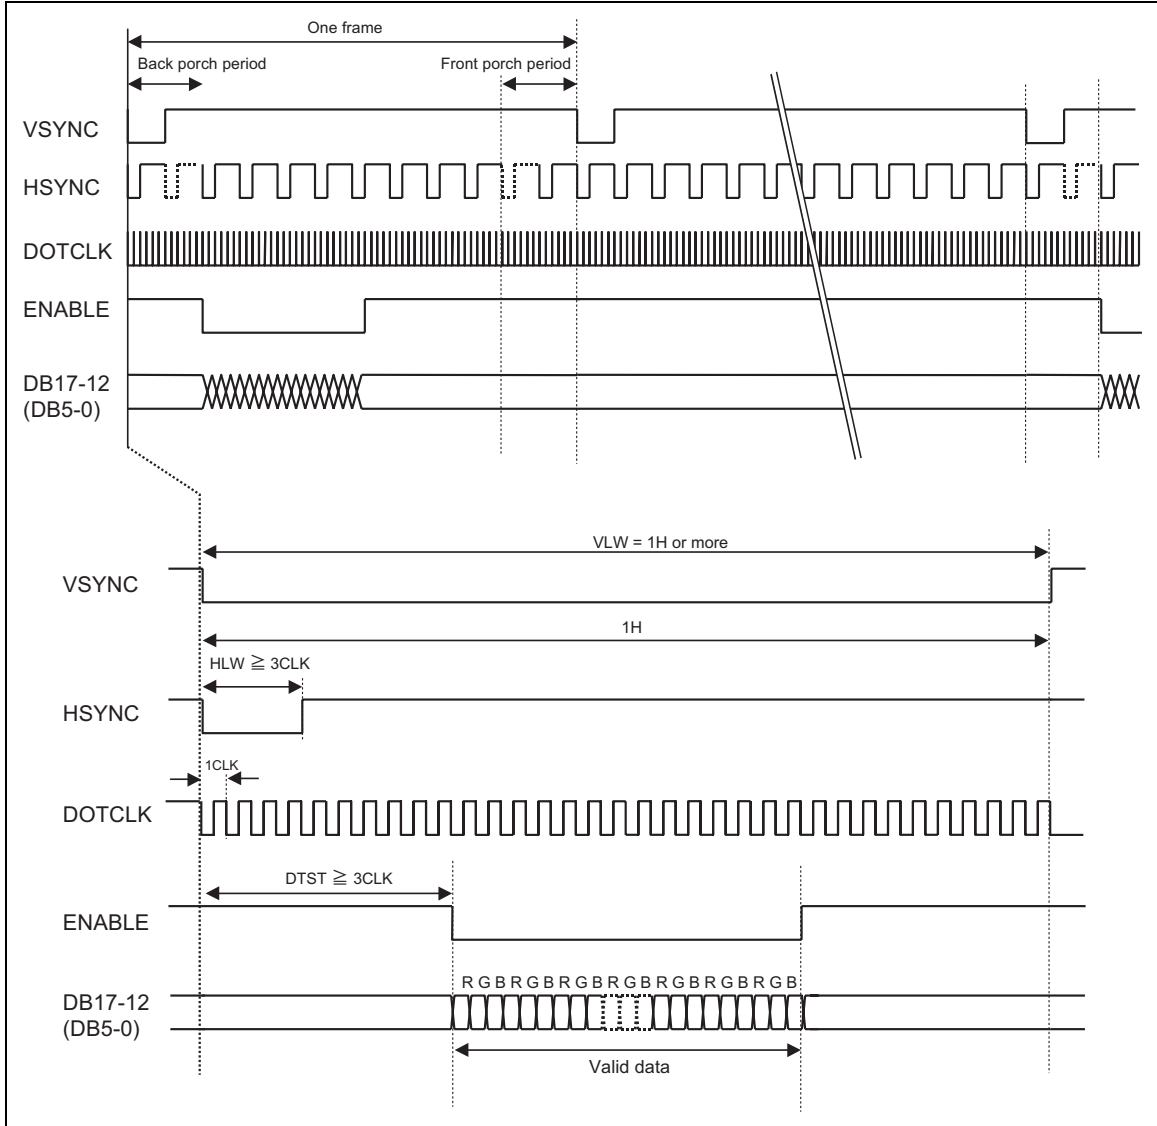 One frame
Back porch period
Front porch period
VSYNC
HSYNC
DOTCLK
ENABLE
DB17-12
(DB5-0)
VLW = 1H or more
VSYNC
1H
HLW ≧ 3CLK
HSYNC
1CLK
DOTCLK
DTST ≧ 3CLK
ENABLE
R G B R G B R G B R G B R G B R G B R G B
DB17-12
(DB5-0)
Valid data